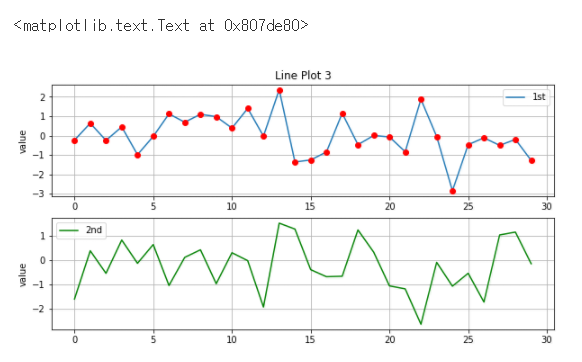 <matplotlib.text.Text at 0x807de80>
Line Plot 3
1st
value
2
1
0
−1
−2
−3
0 5 10 15 20 25 30
2nd
value
1
0
−1
−2
0 5 10 15 20 25 30